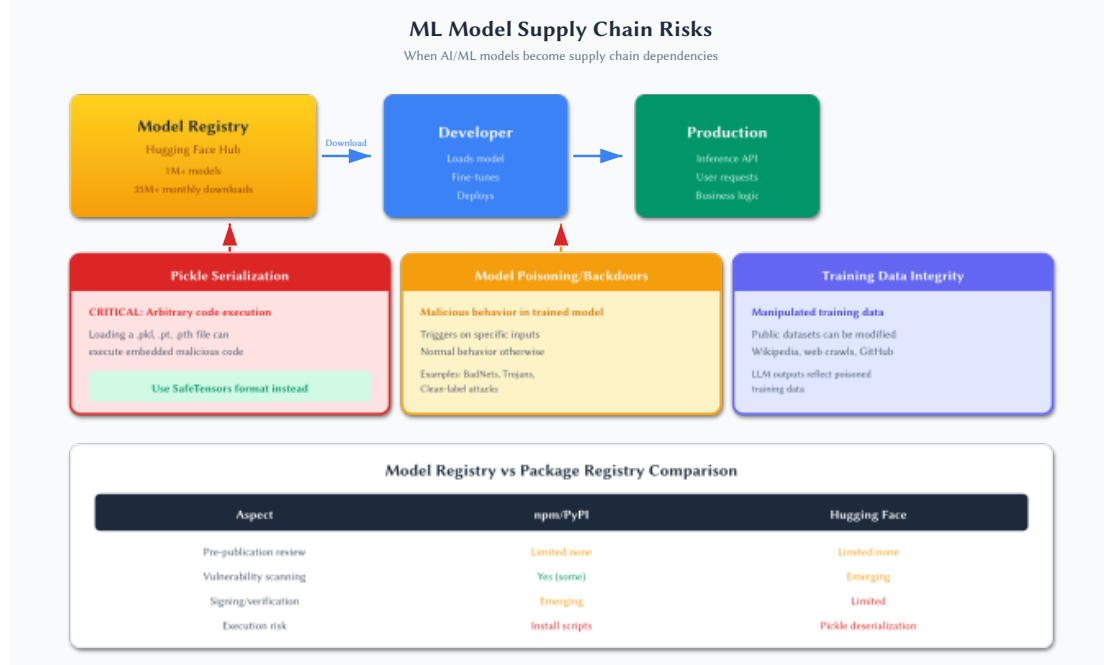 ML Model Supply Chain Risks
When AI/ML models become supply chain dependencies
Model Registry
Hugging Face Hub
1M+ models
35M+ monthly downloads
Download
Developer
Loads model
Fine-tunes
Deploys
Production
Inference API
User requests
Business logic
Pickle Serialization
CRITICAL: Arbitrary code execution
Loading a .pkl, .pt, .pth file can
execute embedded malicious code
Use SafeTensors format instead
Model Poisoning/Backdoors
Malicious behavior in trained model
Triggers on specific inputs
Normal behavior otherwise
Examples: BadNets, Trojans,
Clean-label attacks
Training Data Integrity
Manipulated training data
Public datasets can be modified
Wikipedia, web crawls, GitHub
LLM outputs reflect poisoned
training data
Model Registry vs Package Registry Comparison
Aspect npm/PyPI Hugging Face
Pre-publication review Limited/none Limited/none
Vulnerability scanning Yes (some) Emerging
Signing/verification Emerging Limited
Execution risk Install scripts Pickle deserialization